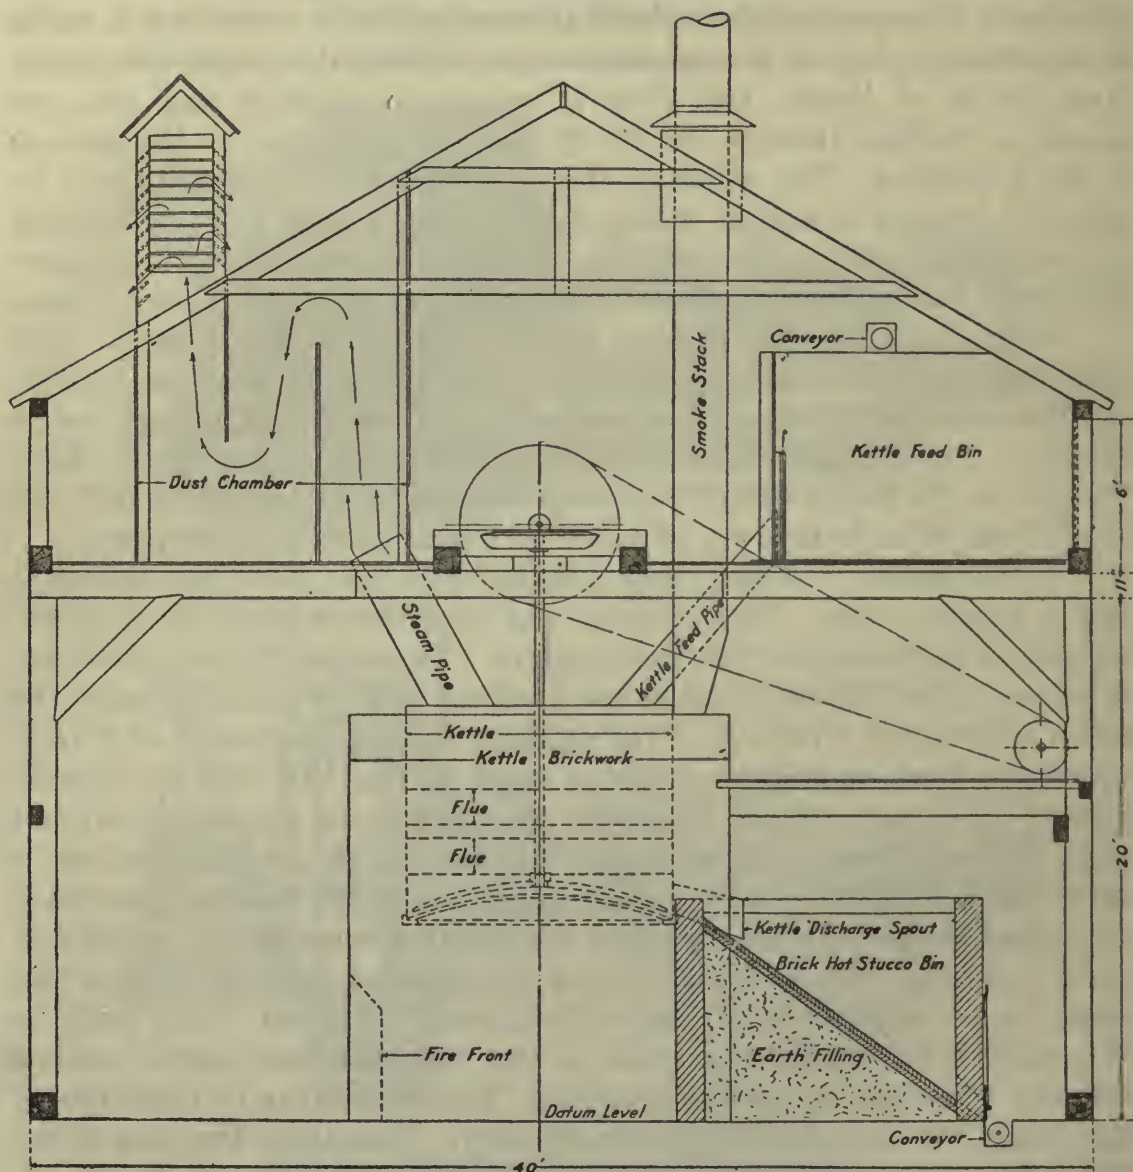 Conveyor
Smoke Stack
Kettle Feed Bin
Dust Chamber
6'
11"
Steam Pipe
Kettle Feed Pipe
Kettle
Kettle Brickwork
Flue
Flue
20'
Kettle Discharge Spout
Brick Hot Stucco Bin
Fire Front
Earth Filling
Datum Level
Conveyor
40'